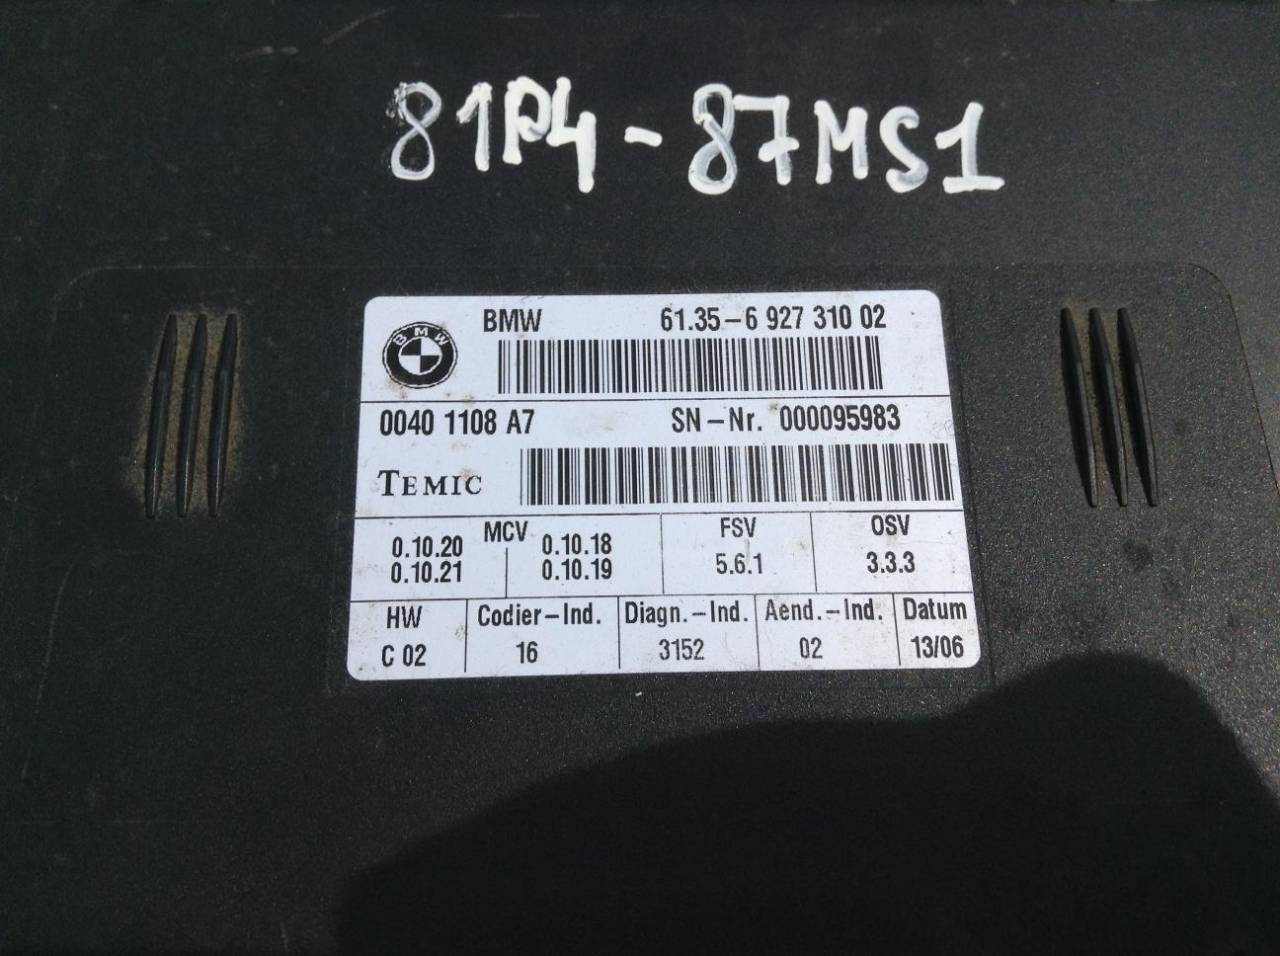 81P4-87MS1
BMW 61.35-6 927 310 02
BMW
0040 1108 A7 SN-Nr. 000095983
TEMIC
MCV FSV OSV
0.10.20 0.10.18 5.6.1 3.3.3
0.10.21 0.10.19
HW Codier-Ind. Diagn.-Ind. Aend.-Ind. Datum
C 02 16 3152 02 13/06